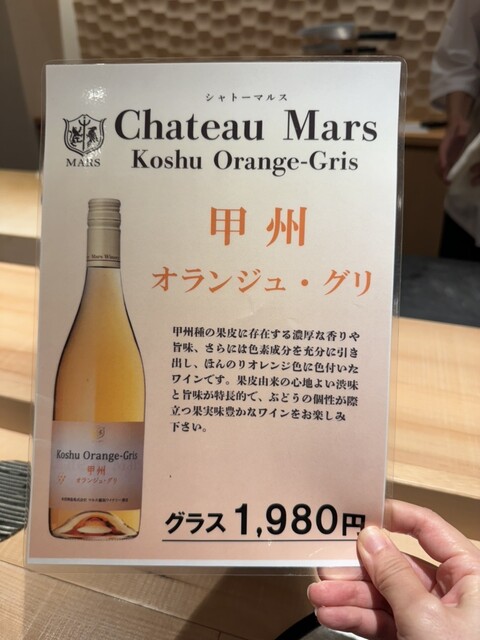 シャトーマルス
Chateau Mars
MARS
Koshu Orange-Gris
甲州
オランジュ・グリ
甲州種の果皮に存在する濃厚な香りや
旨味、さらには色素成分を充分に引き
出し、ほんのりオレンジ色に色付いた
ワインです。果皮由来の心地よい渋味
と旨味が特長的で、ぶどうの個性が際
立つ果実味豊かなワインをお楽しみ
下さい。
Koshu Orange-Gris
甲州
オランジュ・グリ
グラス 1,980円